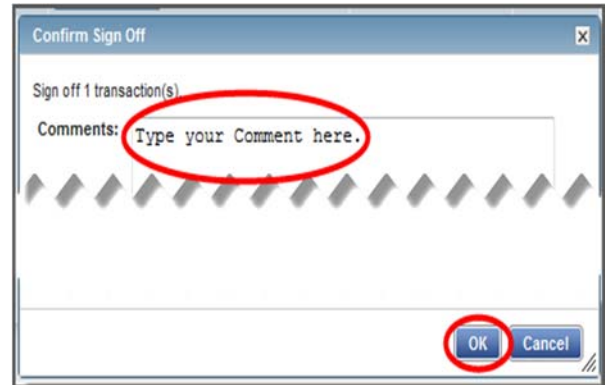 Confirm Sign Off x
Sign off 1 transaction(s)
Comments: Type your Comment here.
OK Cancel